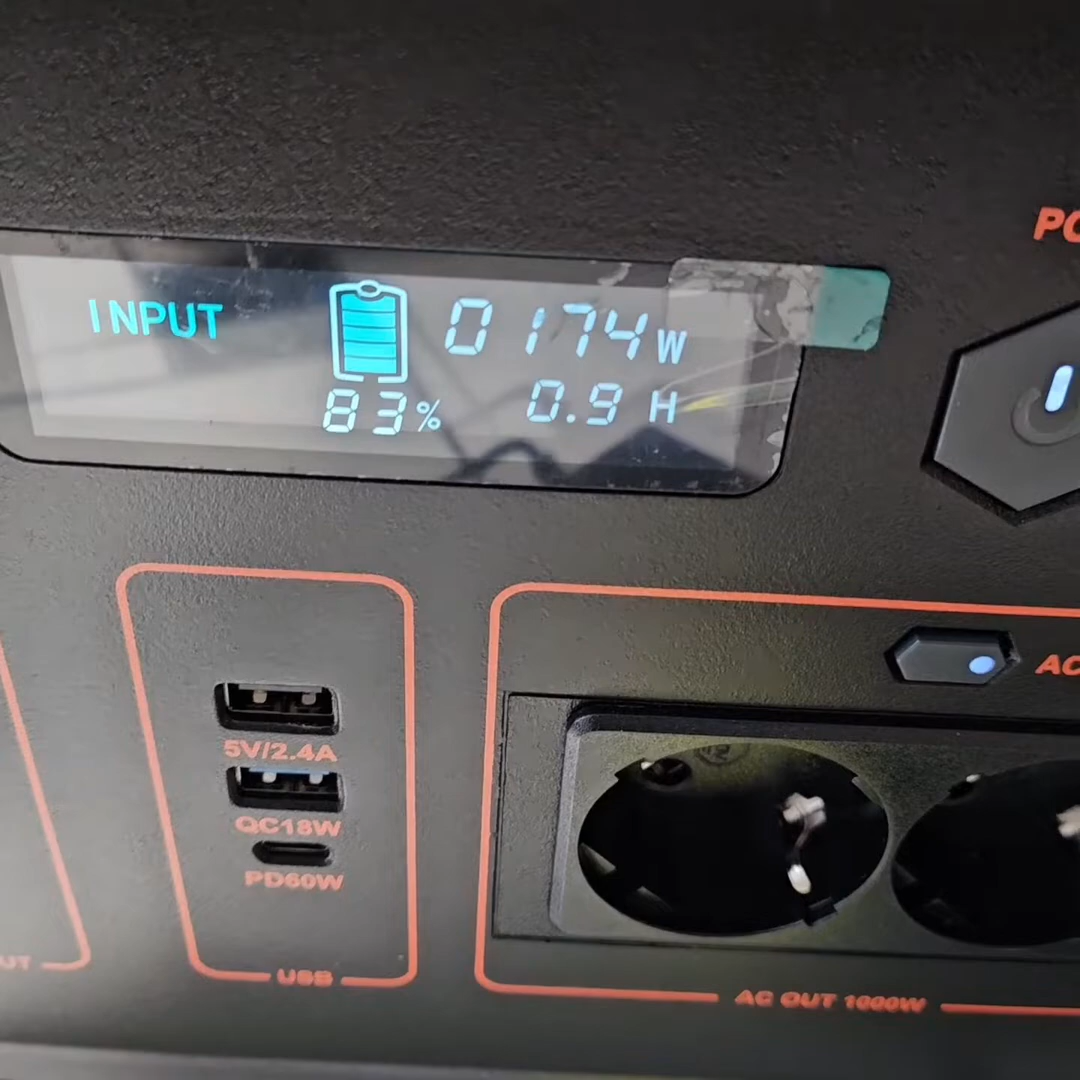 INPUT
0174W
83%
0.9 H
5V/2.4A
QC18W
PD60W
USB
AC OUT 1000W